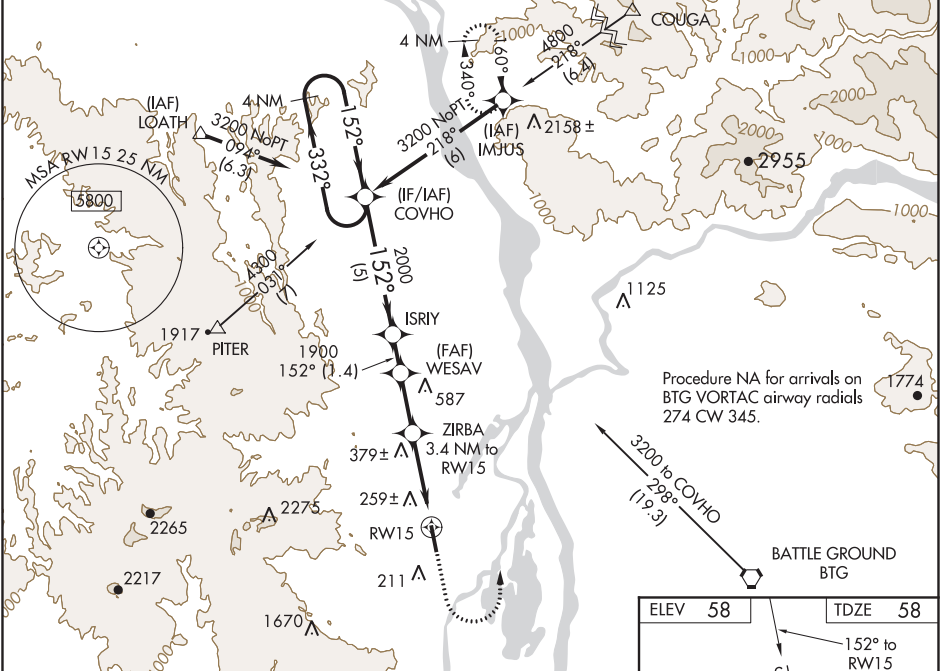 COUGA
1000
4 NM
160°
340°
4800
218°
(6.4)
1000
1000
2000
4 NM
(IAF)
LOATH
3200 NoPT
094°
(6.3)
152°
332°
3200 NoPT
218°
(6)
(IAF)
IMJUS
2158±
2000
1000
2955
MSA RW15 25 NM
5800
(IF/IAF)
COVHO
1000
1000
4300
031°
(7)
2000
152°
(5)
1125
ISRIY
1917
PITER
1900
152° (1.4)
(FAF)
WESAV
587
Procedure NA for arrivals on
BTG VORTAC airway radials
274 CW 345.
1774
ZIRBA
3.4 NM to
RW15
379±
3200 to COVHO
298°
(19.3)
259±
2275
2265
RW15
BATTLE GROUND
BTG
211
2217
ELEV 58
TDZE 58
1670
152° to
RW15